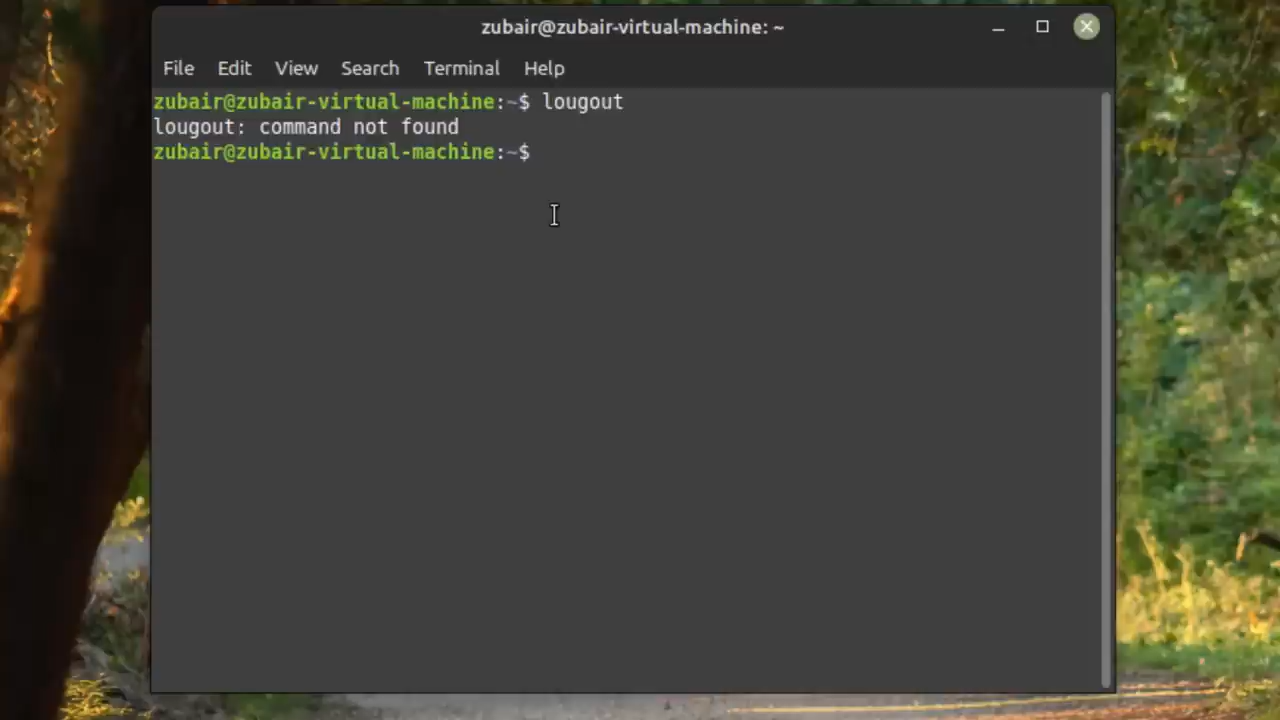 zubair@zubair-virtual-machine: ~
File Edit View Search Terminal Help
zubair@zubair-virtual-machine:~$ lougout
lougout: command not found
zubair@zubair-virtual-machine:~$